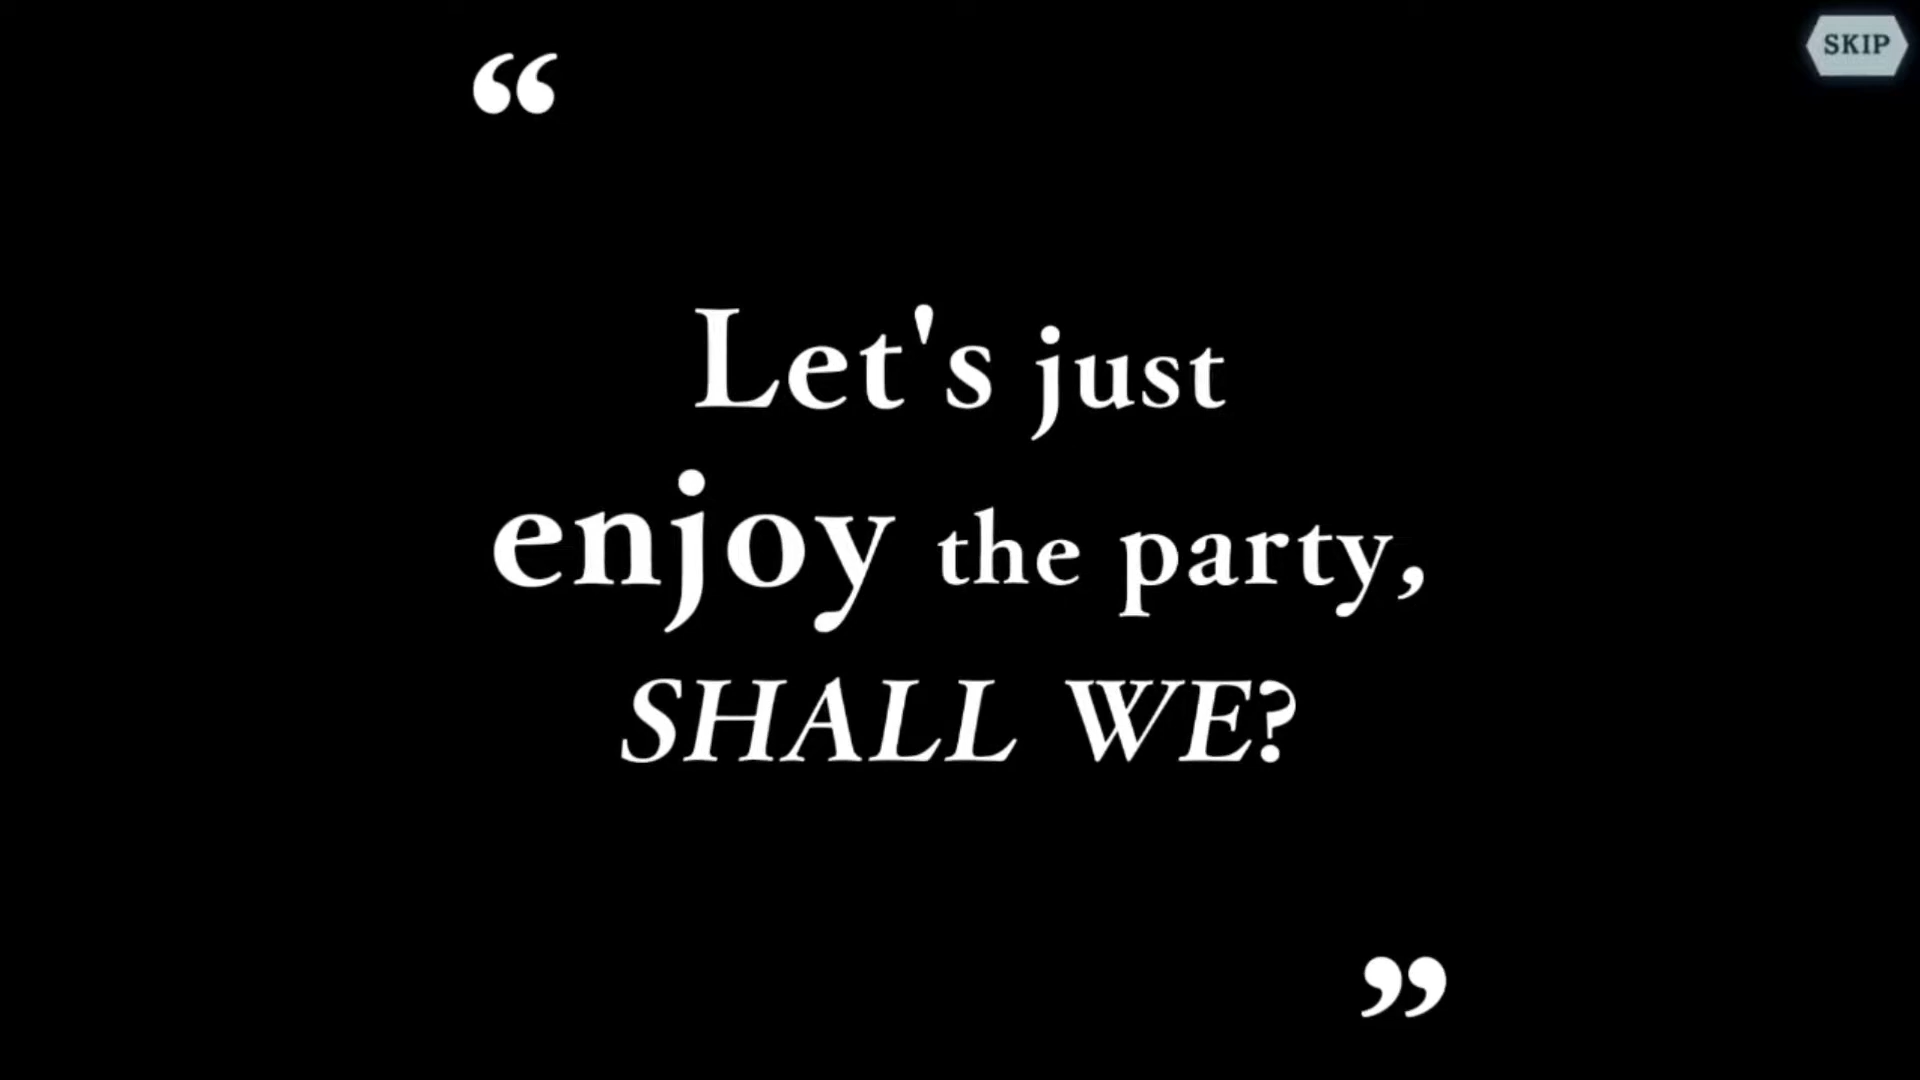 SKIP
“
Let's just
enjoy the party,
SHALL WE?
”